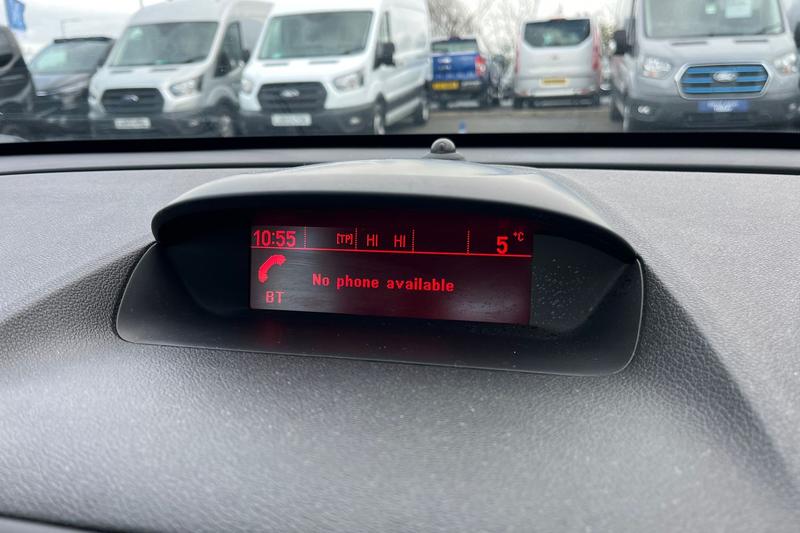 10:55 [TP] HI HI 5 °C
No phone available
BT